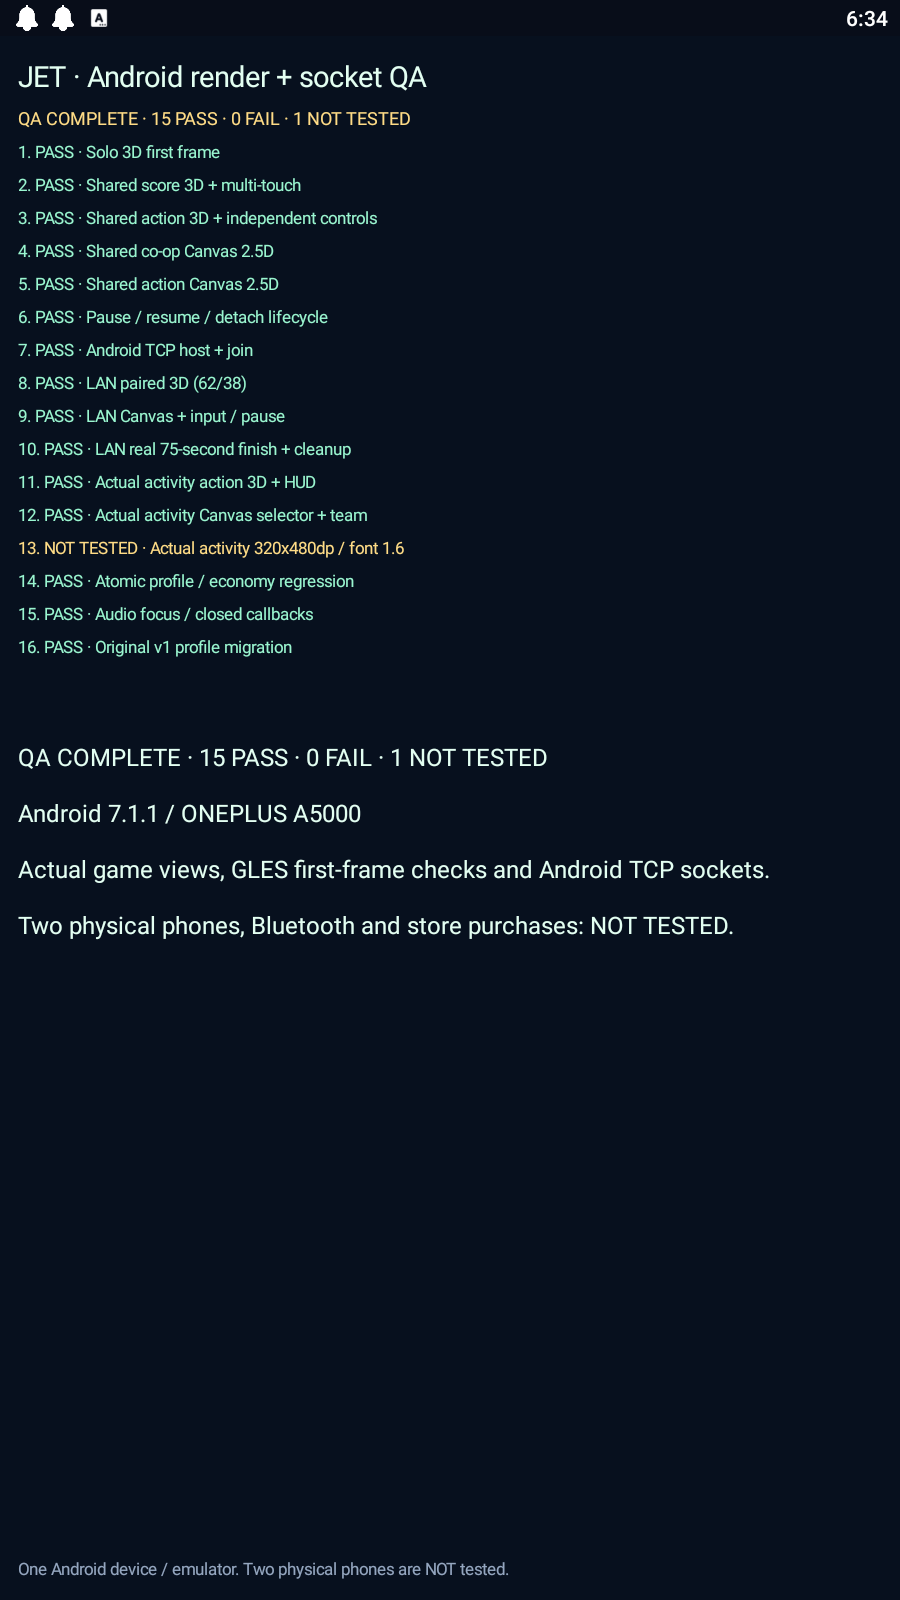 6:34
JET · Android render + socket QA
QA COMPLETE · 15 PASS · 0 FAIL · 1 NOT TESTED
1. PASS · Solo 3D first frame
2. PASS · Shared score 3D + multi-touch
3. PASS · Shared action 3D + independent controls
4. PASS · Shared co-op Canvas 2.5D
5. PASS · Shared action Canvas 2.5D
6. PASS · Pause / resume / detach lifecycle
7. PASS · Android TCP host + join
8. PASS · LAN paired 3D (62/38)
9. PASS · LAN Canvas + input / pause
10. PASS · LAN real 75-second finish + cleanup
11. PASS · Actual activity action 3D + HUD
12. PASS · Actual activity Canvas selector + team
13. NOT TESTED · Actual activity 320x480dp / font 1.6
14. PASS · Atomic profile / economy regression
15. PASS · Audio focus / closed callbacks
16. PASS · Original v1 profile migration
QA COMPLETE · 15 PASS · 0 FAIL · 1 NOT TESTED
Android 7.1.1 / ONEPLUS A5000
Actual game views, GLES first-frame checks and Android TCP sockets.
Two physical phones, Bluetooth and store purchases: NOT TESTED.
One Android device / emulator. Two physical phones are NOT tested.